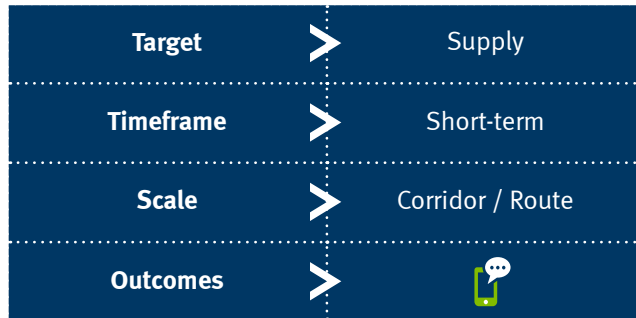 Target Supply
Timeframe Short-term
Scale Corridor / Route
Outcomes